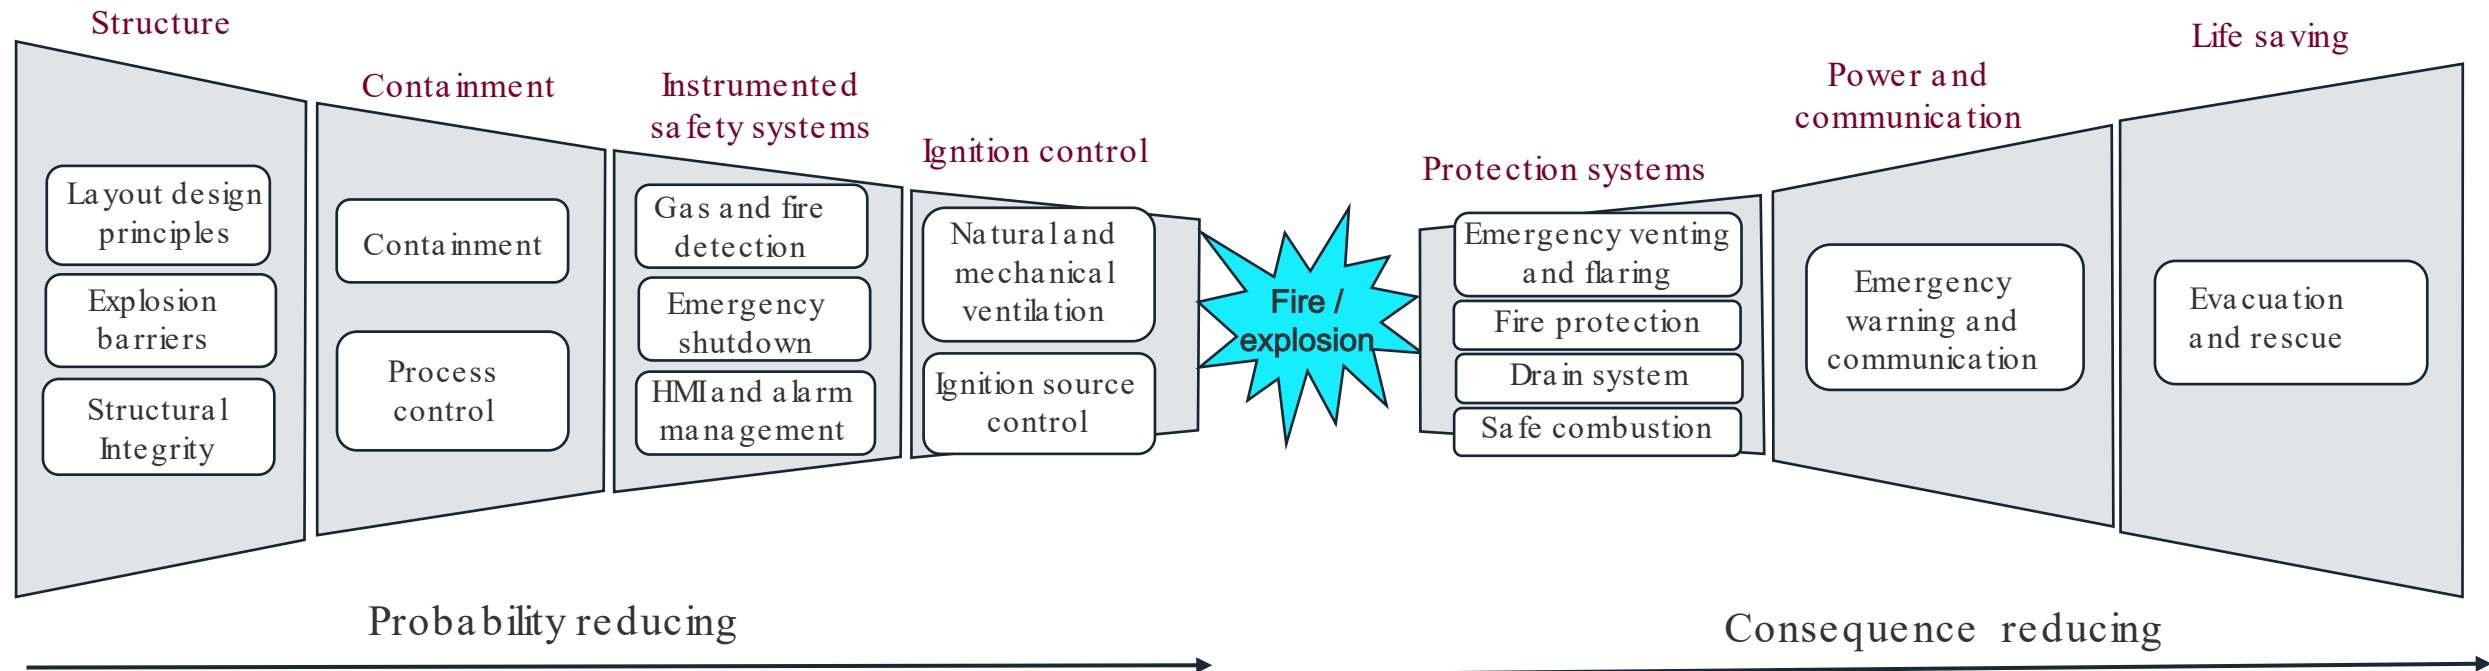 Structure
Layout design
principles
Explosion
barriers
Structural
Integrity
Containment
Containment
Process
control
Instrumented
safety systems
Gas and fire
detection
Emergency
shutdown
HMI and alarm
management
Ignition control
Natural and
mechanical
ventilation
Ignition source
control
Fire /
explosion
Protection systems
Emergency venting
and flaring
Fire protection
Drain system
Safe combustion
Power and
communication
Emergency
warning and
communication
Life saving
Evacuation
and rescue
Probability reducing
Consequence reducing